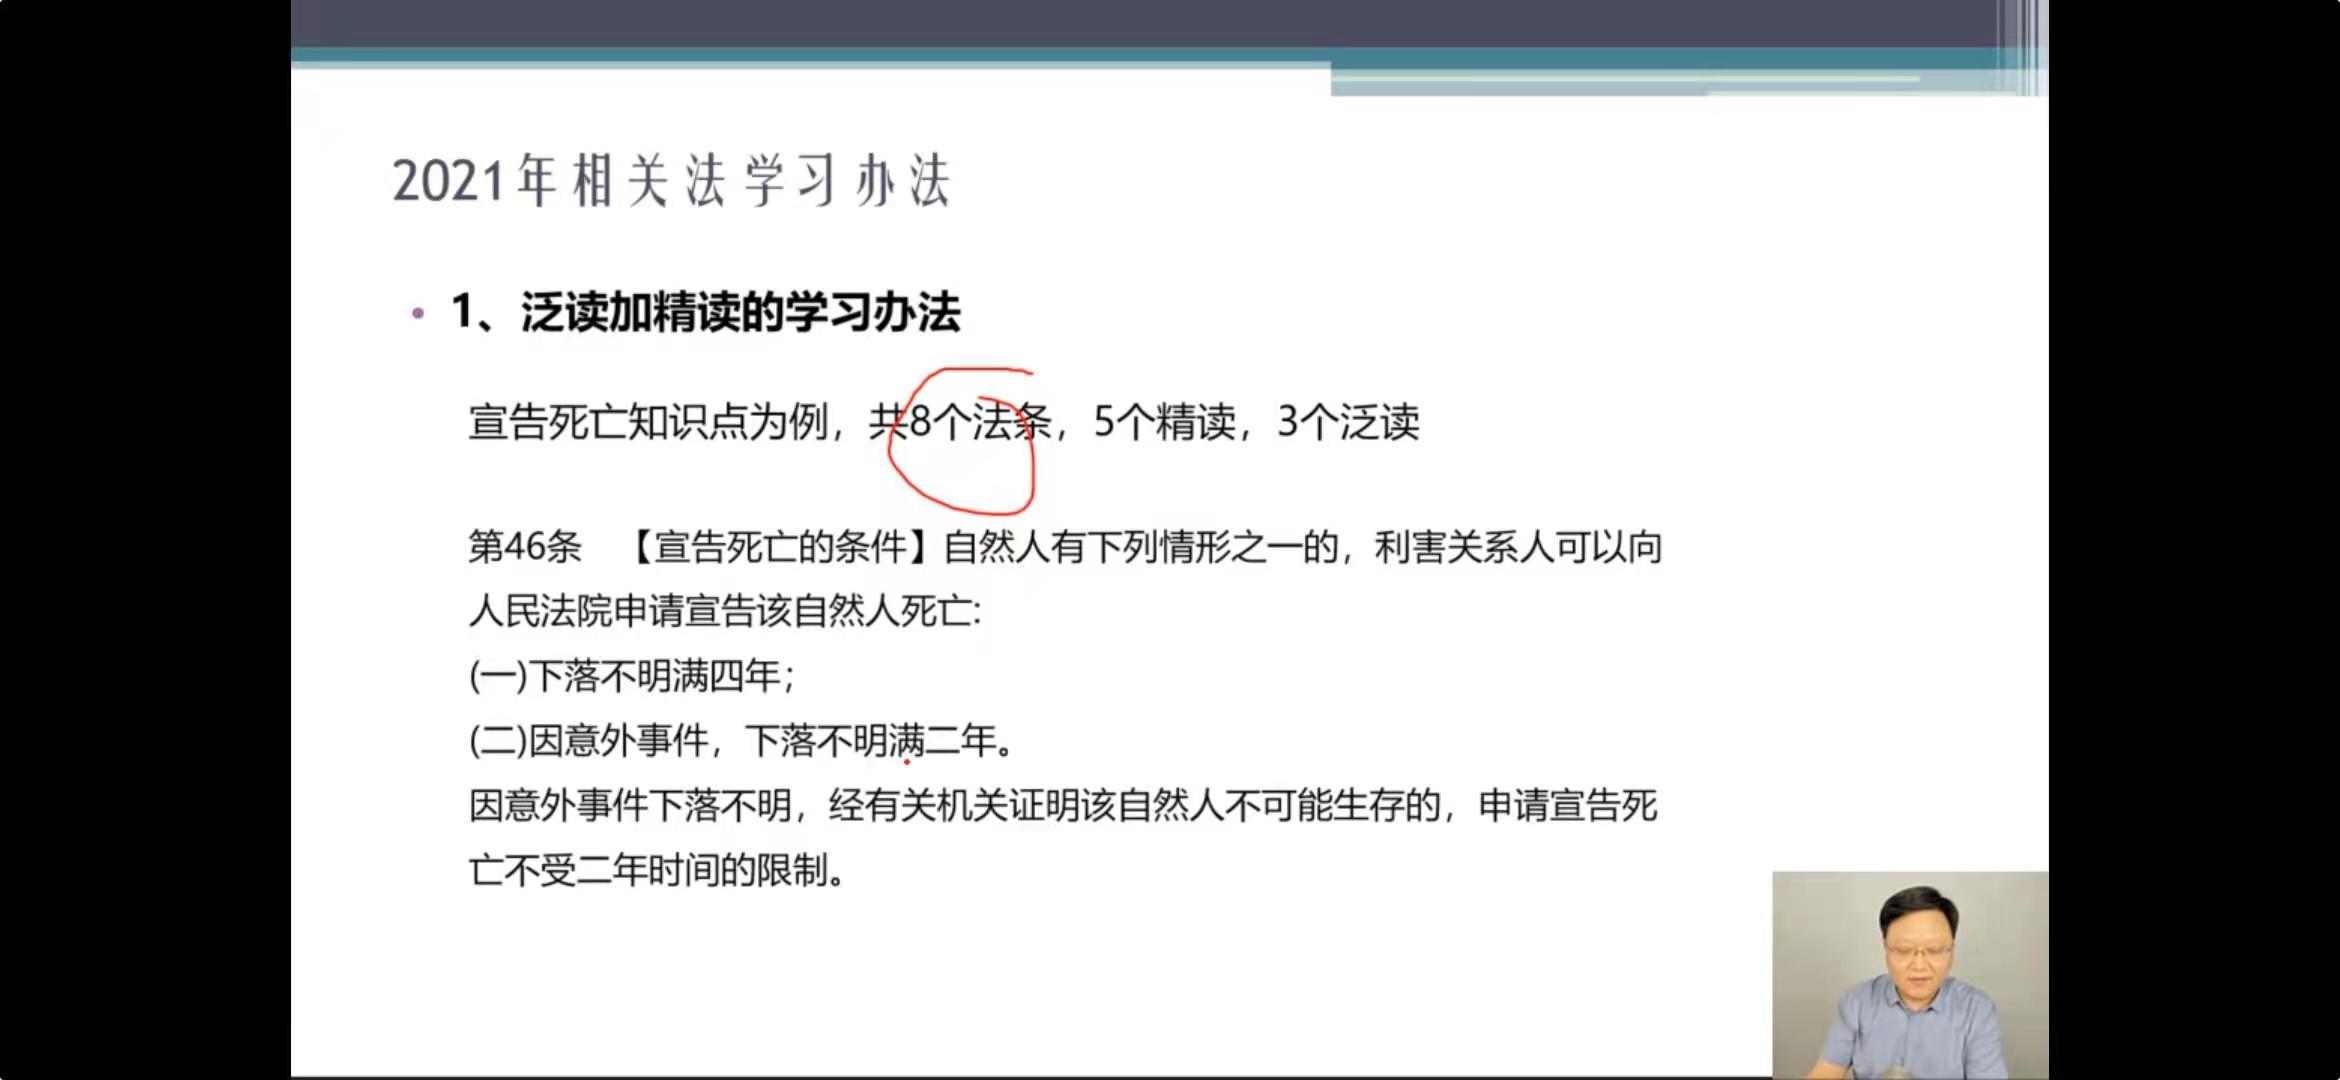 2021年相关法学习办法
• 1、泛读加精读的学习办法
宣告死亡知识点为例，共8个法条，5个精读，3个泛读
第46条　【宣告死亡的条件】自然人有下列情形之一的，利害关系人可以向
人民法院申请宣告该自然人死亡:
(一)下落不明满四年；
(二)因意外事件，下落不明满二年。
因意外事件下落不明，经有关机关证明该自然人不可能生存的，申请宣告死
亡不受二年时间的限制。